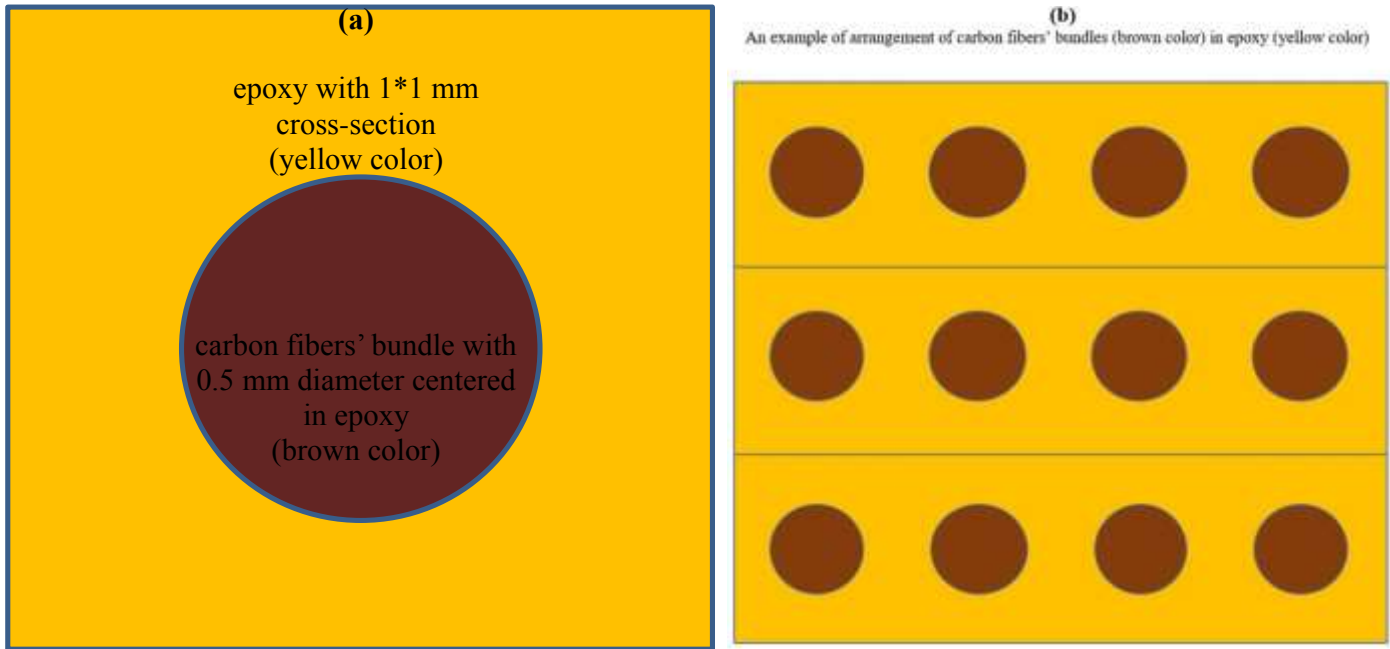 (a)
epoxy with 1*1 mm
cross-section
(yellow color)
carbon fibers’ bundle with
0.5 mm diameter centered
in epoxy
(brown color)
(b)
An example of arrangement of carbon fibers’ bundles (brown color) in epoxy (yellow color)